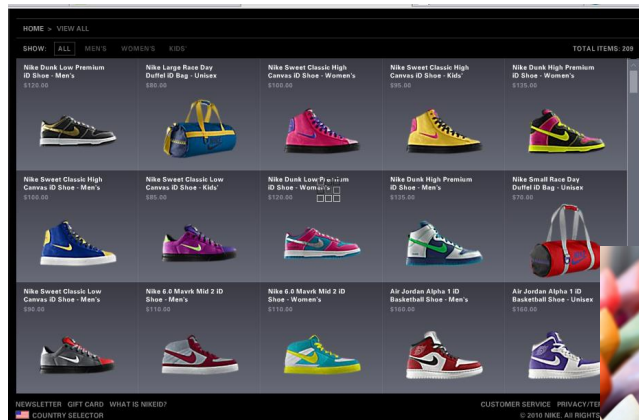 HOME > VIEW ALL
SHOW: ALL MEN'S WOMEN'S KIDS' TOTAL ITEMS: 209
Nike Dunk Low Premium
iD Shoe - Men's
$120.00
Nike Large Race Day
Duffel iD Bag - Unisex
$80.00
Nike Sweet Classic High
Canvas iD Shoe - Women's
$100.00
Nike Sweet Classic High
Canvas iD Shoe - Kids'
$95.00
Nike Dunk High Premium
iD Shoe - Women's
$135.00
Nike Sweet Classic High
Canvas iD Shoe - Men's
$100.00
Nike Sweet Classic Low
Canvas iD Shoe - Kids'
$85.00
Nike Dunk Low Premium
iD Shoe - Women's
$120.00
Nike Dunk High Premium
iD Shoe - Men's
$135.00
Nike Small Race Day
Duffel iD Bag - Unisex
$70.00
Nike Sweet Classic Low
Canvas iD Shoe - Men's
$90.00
Nike 6.0 Mavrk Mid 2 iD
Shoe - Men's
$110.00
Nike 6.0 Mavrk Mid 2 iD
Shoe - Women's
$110.00
Air Jordan Alpha 1 iD
Basketball Shoe - Men's
$160.00
Air Jordan Alpha 1 iD
Basketball Shoe - Unisex
$160.00
NEWSLETTER GIFT CARD WHAT IS NIKEID? CUSTOMER SERVICE PRIVACY/TER
COUNTRY SELECTOR © 2010 NIKE. All RIGHTS